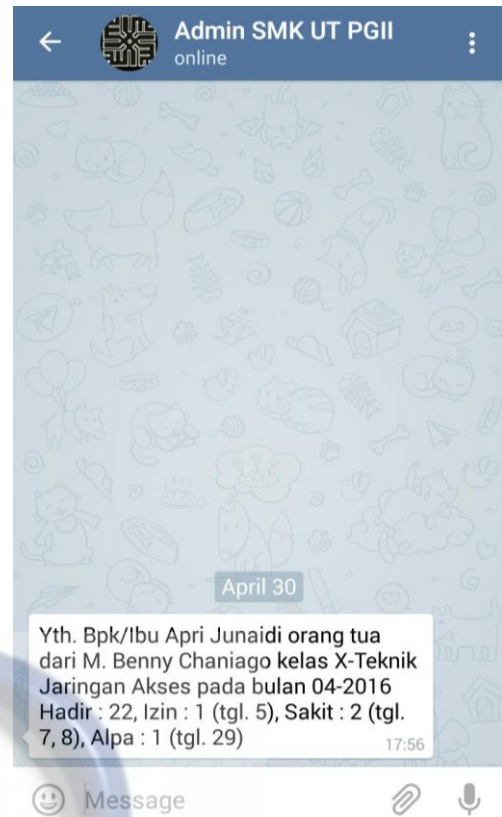 Admin SMK UT PGII
online
April 30
Yth. Bpk/Ibu Apri Junaidi orang tua
dari M. Benny Chaniago kelas X-Teknik
Jaringan Akses pada bulan 04-2016
Hadir : 22, Izin : 1 (tgl. 5), Sakit : 2 (tgl.
7, 8), Alpa : 1 (tgl. 29)
17:56
Message